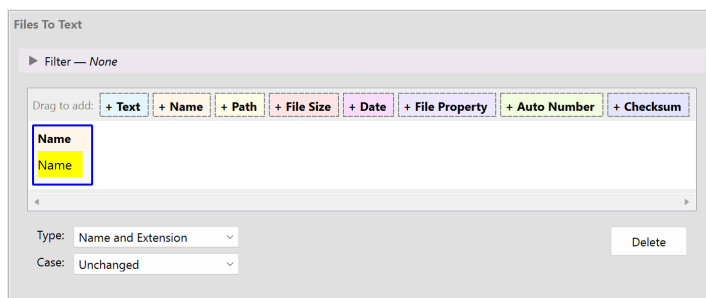 Files To Text
Filter — None
Drag to add: + Text + Name + Path + File Size + Date + File Property + Auto Number + Checksum
Name
Name
Type: Name and Extension
Delete
Case: Unchanged